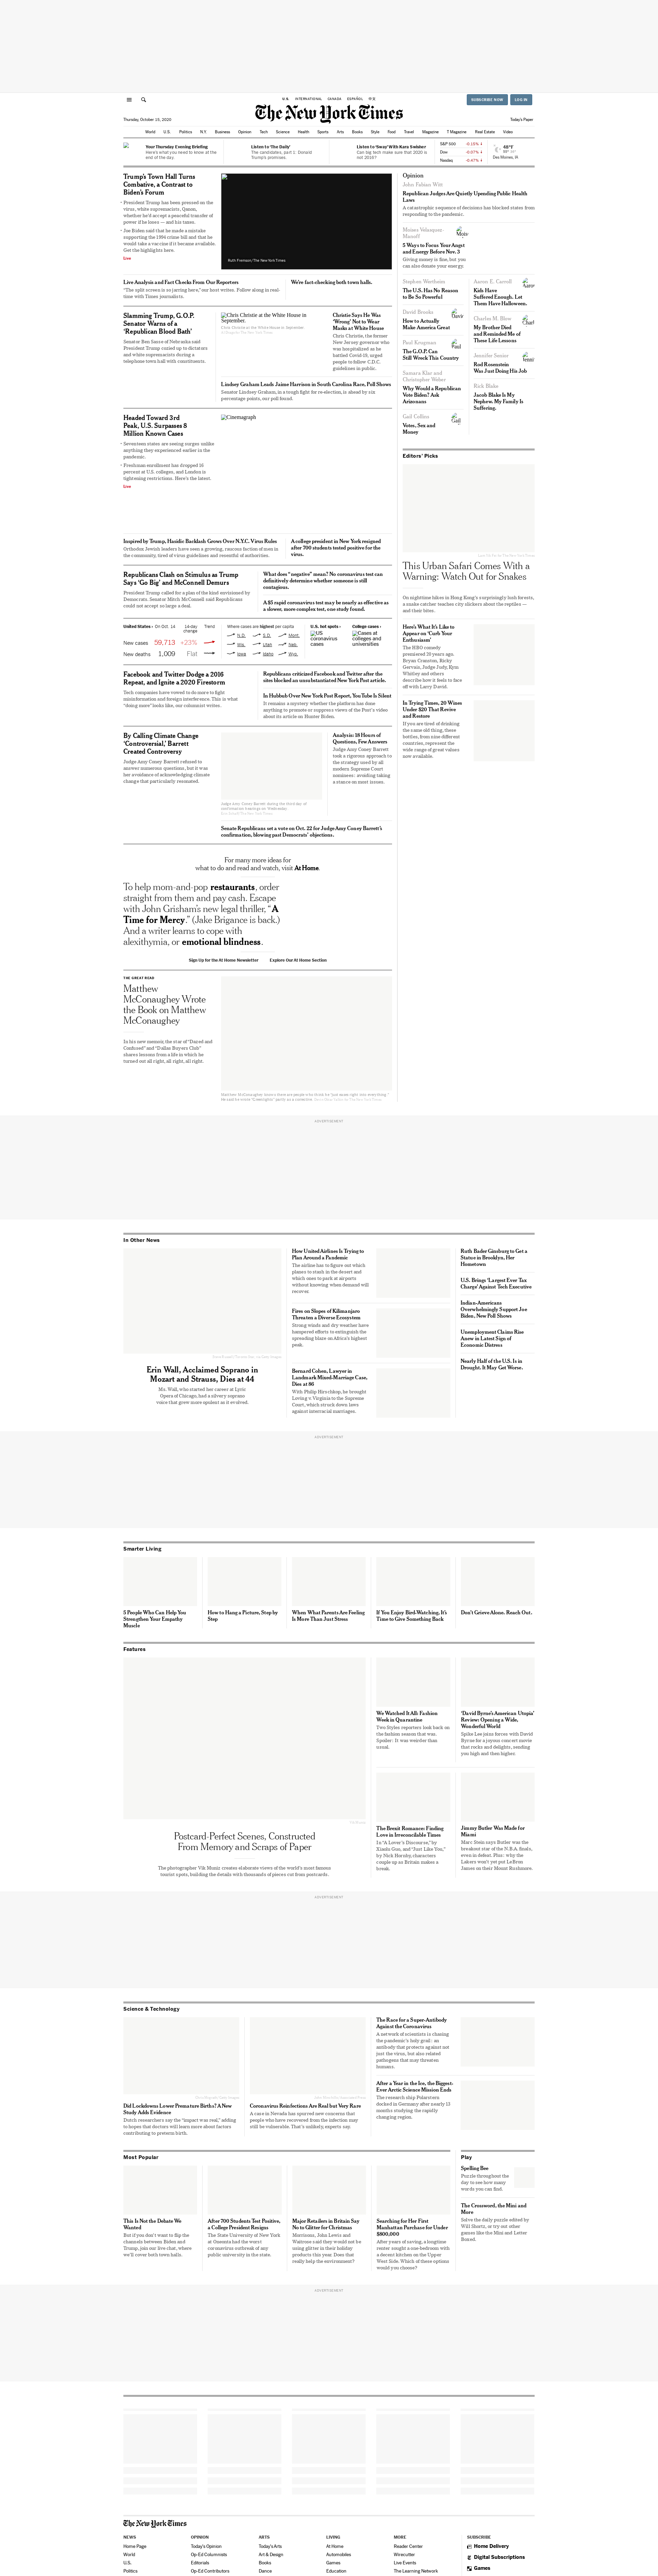 U.S. INTERNATIONAL CANADA ESPAÑOL 中文
SUBSCRIBE NOW LOG IN
The New York Times
Thursday, October 15, 2020
Today's Paper
World U.S. Politics N.Y. Business Opinion Tech Science Health Sports Arts Books Style Food Travel Magazine T Magazine Real Estate Video
Your Thursday Evening Briefing
Here's what you need to know at the
end of the day.
Listen to 'The Daily'
The candidates, part 1: Donald
Trump's promises.
Listen to 'Sway' With Kara Swisher
Can big tech make sure that 2020 is
not 2016?
S&P 500 -0.15% ↓
Dow -0.07% ↓
Nasdaq -0.47% ↓
Des Moines, IA
Trump's Town Hall Turns
Combative, a Contrast to
Biden's Forum
• President Trump has been pressed on the
virus, white supremacists, Qanon,
whether he'd accept a peaceful transfer of
power if he loses — and his taxes.
• Joe Biden said that he made a mistake
supporting the 1994 crime bill and that he
would take a vaccine if it became available.
Get the highlights here.
Live
Ruth Fremson/The New York Times
Live Analysis and Fact Checks From Our Reporters
"The split screen is so jarring here," our host writes. Follow along in real-
time with Times journalists.
We're fact-checking both town halls.
Slamming Trump, G.O.P.
Senator Warns of a
'Republican Blood Bath'
Senator Ben Sasse of Nebraska said
President Trump cozied up to dictators
and white supremacists during a
telephone town hall with constituents.
Chris Christie at the White House in
September.
Chris Christie at the White House in September.
Christie Says He Was
'Wrong' Not to Wear
Masks at White House
Chris Christie, the former
New Jersey governor who
was hospitalized as he
battled Covid-19, urged
people to follow C.D.C.
guidelines in public.
Lindsey Graham Leads Jaime Harrison in South Carolina Race, Poll Shows
Senator Lindsey Graham, in a tough fight for re-election, is ahead by six
percentage points, our poll found.
Headed Toward 3rd
Peak, U.S. Surpasses 8
Million Known Cases
• Seventeen states are seeing surges unlike
anything they experienced earlier in the
pandemic.
• Freshman enrollment has dropped 16
percent at U.S. colleges, and London is
tightening restrictions. Here's the latest.
Live
Cinemagraph
Inspired by Trump, Hasidic Backlash Grows Over N.Y.C. Virus Rules
Orthodox Jewish leaders have seen a growing, raucous faction of men in
the community, tired of virus guidelines and resentful of authorities.
A college president in New York resigned
after 700 students tested positive for the
virus.
Republicans Clash on Stimulus as Trump
Says 'Go Big' and McConnell Demurs
President Trump called for a plan of the kind envisioned by
Democrats. Senator Mitch McConnell said Republicans
could not accept so large a deal.
What does "negative" mean? No coronavirus test can
definitively determine whether someone is still
contagious.
A $5 rapid coronavirus test may be nearly as effective as
a slower, more complex test, one study found.
United States › On Oct. 14 14-day change Trend
New cases 59,713 +23%
New deaths 1,009 Flat
Where cases are highest per capita
N.D. S.D. Mont.
Wis. Utah Neb.
Iowa Idaho Wyo.
U.S. hot spots ›
US
coronavirus
cases
College cases ›
Cases at
colleges and
universities
Facebook and Twitter Dodge a 2016
Repeat, and Ignite a 2020 Firestorm
Tech companies have vowed to do more to fight
misinformation and foreign interference. This is what
"doing more" looks like, our columnist writes.
Republicans criticized Facebook and Twitter after the
sites blocked an unsubstantiated New York Post article.
In Hubbub Over New York Post Report, YouTube Is Silent
It remains a mystery whether the platform has done
anything to promote or suppress views of the Post's video
about its article on Hunter Biden.
By Calling Climate Change
'Controversial,' Barrett
Created Controversy
Judge Amy Coney Barrett refused to
answer numerous questions, but it was
her avoidance of acknowledging climate
change that particularly resonated.
Judge Amy Coney Barrett during the third day of
confirmation hearings on Wednesday.
Analysis: 18 Hours of
Questions, Few Answers
Judge Amy Coney Barrett
took a rigorous approach to
the strategy used by all
modern Supreme Court
nominees: avoiding taking
a stance on most issues.
Senate Republicans set a vote on Oct. 22 for Judge Amy Coney Barrett's
confirmation, blowing past Democrats' objections.
For many more ideas for
what to do and read and watch, visit At Home.
To help mom-and-pop restaurants, order
straight from them and pay cash. Escape
with John Grisham's new legal thriller, "A
Time for Mercy." (Jake Brigance is back.)
And a writer learns to cope with
alexithymia, or emotional blindness.
Sign Up for the At Home Newsletter Explore Our At Home Section
THE GREAT READ
Matthew
McConaughey Wrote
the Book on Matthew
McConaughey
In his new memoir, the star of "Dazed and
Confused" and "Dallas Buyers Club"
shares lessons from a life in which he
turned out all right, all right, all right.
Opinion
John Fabian Witt
Republican Judges Are Quietly Upending Public Health
Laws
A catastrophic sequence of decisions has blocked states from
responding to the pandemic.
Moises Velasquez-
Manoff
5 Ways to Focus Your Angst
and Energy Before Nov. 3
Giving money is fine, but you
can also donate your energy.
Stephen Wertheim
The U.S. Has No Reason
to Be So Powerful
David Brooks
How to Actually
Make America Great
Paul Krugman
The G.O.P. Can
Still Wreck This Country
Samara Klar and
Christopher Weber
Why Would a Republican
Vote Biden? Ask
Arizonans
Gail Collins
Votes, Sex and
Money
Aaron E. Carroll
Kids Have
Suffered Enough. Let
Them Have Halloween.
Charles M. Blow
My Brother Died
and Reminded Me of
These Life Lessons
Jennifer Senior
Rod Rosenstein
Was Just Doing His Job
Rick Blake
Jacob Blake Is My
Nephew. My Family Is
Suffering.
Editors' Picks
This Urban Safari Comes With a
Warning: Watch Out for Snakes
On nighttime hikes in Hong Kong's surprisingly lush forests,
a snake catcher teaches city slickers about the reptiles —
and their bites.
Here's What It's Like to
Appear on 'Curb Your
Enthusiasm'
The HBO comedy
premiered 20 years ago.
Bryan Cranston, Ricky
Gervais, Judge Judy, Kym
Whitley and others
describe how it feels to face
off with Larry David.
In Trying Times, 20 Wines
Under $20 That Revive
and Restore
If you are tired of drinking
the same old thing, these
bottles, from nine different
countries, represent the
wide range of great values
now available.
ADVERTISEMENT
In Other News
Erin Wall, Acclaimed Soprano in
Mozart and Strauss, Dies at 44
Ms. Wall, who started her career at Lyric
Opera of Chicago, had a silvery soprano
voice that grew more opulent as it evolved.
How United Airlines Is Trying to
Plan Around a Pandemic
The airline has to figure out which
planes to stash in the desert and
which ones to park at airports
without knowing when demand will
recover.
Fires on Slopes of Kilimanjaro
Threaten a Diverse Ecosystem
Strong winds and dry weather have
hampered efforts to extinguish the
spreading blaze on Africa's highest
peak.
Bernard Cohen, Lawyer in
Landmark Mixed-Marriage Case,
Dies at 86
With Philip Hirschkop, he brought
Loving v. Virginia to the Supreme
Court, which struck down laws
against interracial marriages.
Ruth Bader Ginsburg to Get a
Statue in Brooklyn, Her
Hometown
U.S. Brings 'Largest Ever Tax
Charge' Against Tech Executive
Indian-Americans
Overwhelmingly Support Joe
Biden, New Poll Shows
Unemployment Claims Rise
Anew in Latest Sign of
Economic Distress
Nearly Half of the U.S. Is in
Drought. It May Get Worse.
ADVERTISEMENT
Smarter Living
5 People Who Can Help You
Strengthen Your Empathy
Muscle
How to Hang a Picture, Step by
Step
When What Parents Are Feeling
Is More Than Just Stress
If You Enjoy Bird-Watching, It's
Time to Give Something Back
Don't Grieve Alone. Reach Out.
Features
Postcard-Perfect Scenes, Constructed
From Memory and Scraps of Paper
The photographer Vik Muniz creates elaborate views of the world's most famous
tourist spots, building the details with thousands of pieces cut from postcards.
We Watched It All: Fashion
Week in Quarantine
Two Styles reporters look back on
the fashion season that was.
Spoiler: It was weirder than
usual.
'David Byrne's American Utopia'
Review: Opening a Wide,
Wonderful World
Spike Lee joins forces with David
Byrne for a joyous concert movie
that rocks and delights, sending
you high and then higher.
The Brexit Romance: Finding
Love in Irreconcilable Times
In "A Lover's Discourse," by
Xiaolu Guo, and "Just Like You,"
by Nick Hornby, characters
couple up as Britain makes a
break.
Jimmy Butler Was Made for
Miami
Marc Stein says Butler was the
breakout star of the N.B.A. finals,
even in defeat. Plus: why the
Lakers won't yet put LeBron
James on their Mount Rushmore.
ADVERTISEMENT
Science & Technology
Did Lockdowns Lower Premature Births? A New
Study Adds Evidence
Dutch researchers say the "impact was real," adding
to hopes that doctors will learn more about factors
contributing to preterm birth.
Coronavirus Reinfections Are Real but Very Rare
A case in Nevada has spurred new concerns that
people who have recovered from the infection may
still be vulnerable. That's unlikely, experts say.
The Race for a Super-Antibody
Against the Coronavirus
A network of scientists is chasing
the pandemic's holy grail: an
antibody that protects against not
just the virus, but also related
pathogens that may threaten
humans.
After a Year in the Ice, the Biggest-
Ever Arctic Science Mission Ends
The research ship Polarstern
docked in Germany after nearly 13
months studying the rapidly
changing region.
Most Popular
This Is Not the Debate We
Wanted
But if you don't want to flip the
channels between Biden and
Trump, join our live chat, where
we'll cover both town halls.
After 700 Students Test Positive,
a College President Resigns
The State University of New York
at Oneonta had the worst
coronavirus outbreak of any
public university in the state.
Major Retailers in Britain Say
No to Glitter for Christmas
Morrisons, John Lewis and
Waitrose said they would not be
using glitter in their holiday
products this year. Does that
really help the environment?
Searching for Her First
Manhattan Purchase for Under
$800,000
After years of saving, a longtime
renter sought a one-bedroom with
a decent kitchen on the Upper
West Side. Which of these options
would you choose?
Play
Spelling Bee
Puzzle throughout the
day to see how many
words you can find.
The Crossword, the Mini and
More
Solve the daily puzzle edited by
Will Shortz, or try out other
games like the Mini and Letter
Boxed.
ADVERTISEMENT
The New York Times
NEWS
Home Page
World
U.S.
Politics
OPINION
Today's Opinion
Op-Ed Columnists
Editorials
Op-Ed Contributors
ARTS
Today's Arts
Art & Design
Books
Dance
LIVING
At Home
Automobiles
Games
Education
MORE
Reader Center
Wirecutter
Live Events
The Learning Network
SUBSCRIBE
Home Delivery
Digital Subscriptions
Games